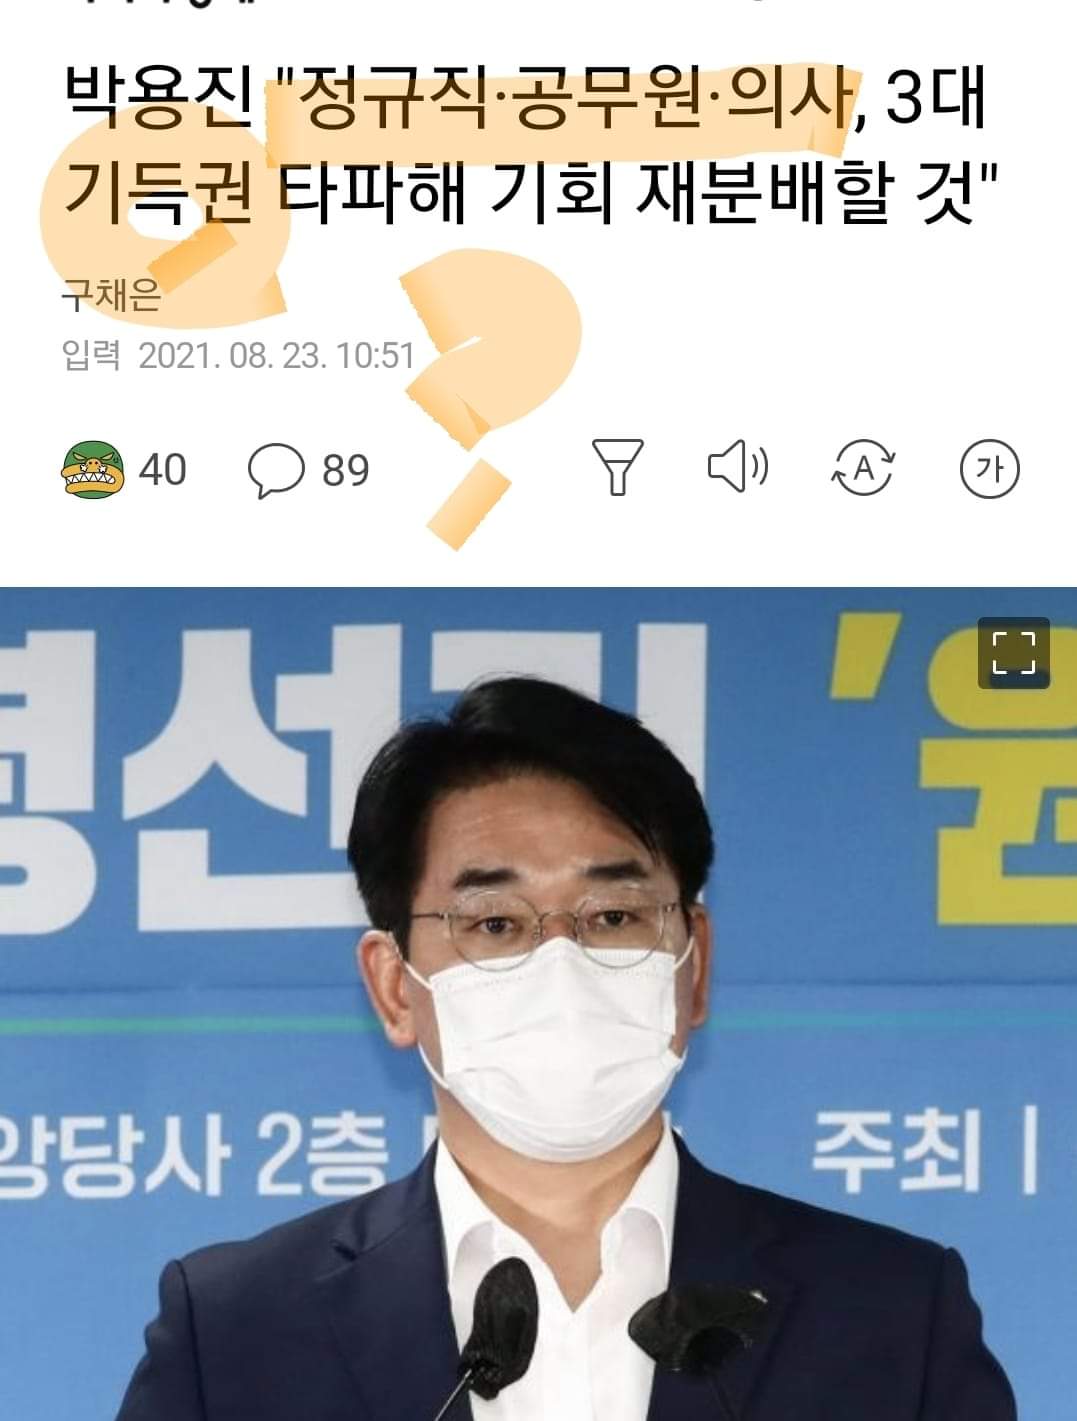 박용진 "정규직·공무원·의사, 3대
기득권 타파해 기회 재분배할 것"
구채은
입력 2021. 08. 23. 10:51
40 89 A 가
선거
앙당사 2층 주최 |